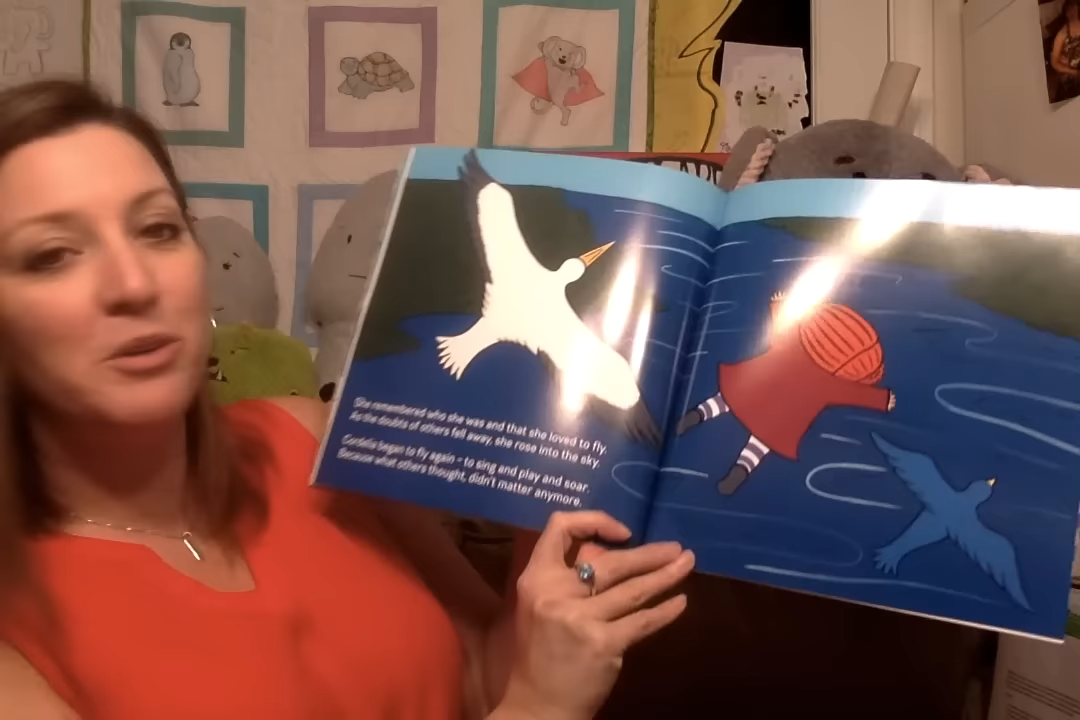 She remembered who she was and that she loved to fly.
As the doubts of others fell away, she rose into the sky.
Cordelia began to fly again – to sing and play and soar.
Because what others thought, didn't matter anymore.